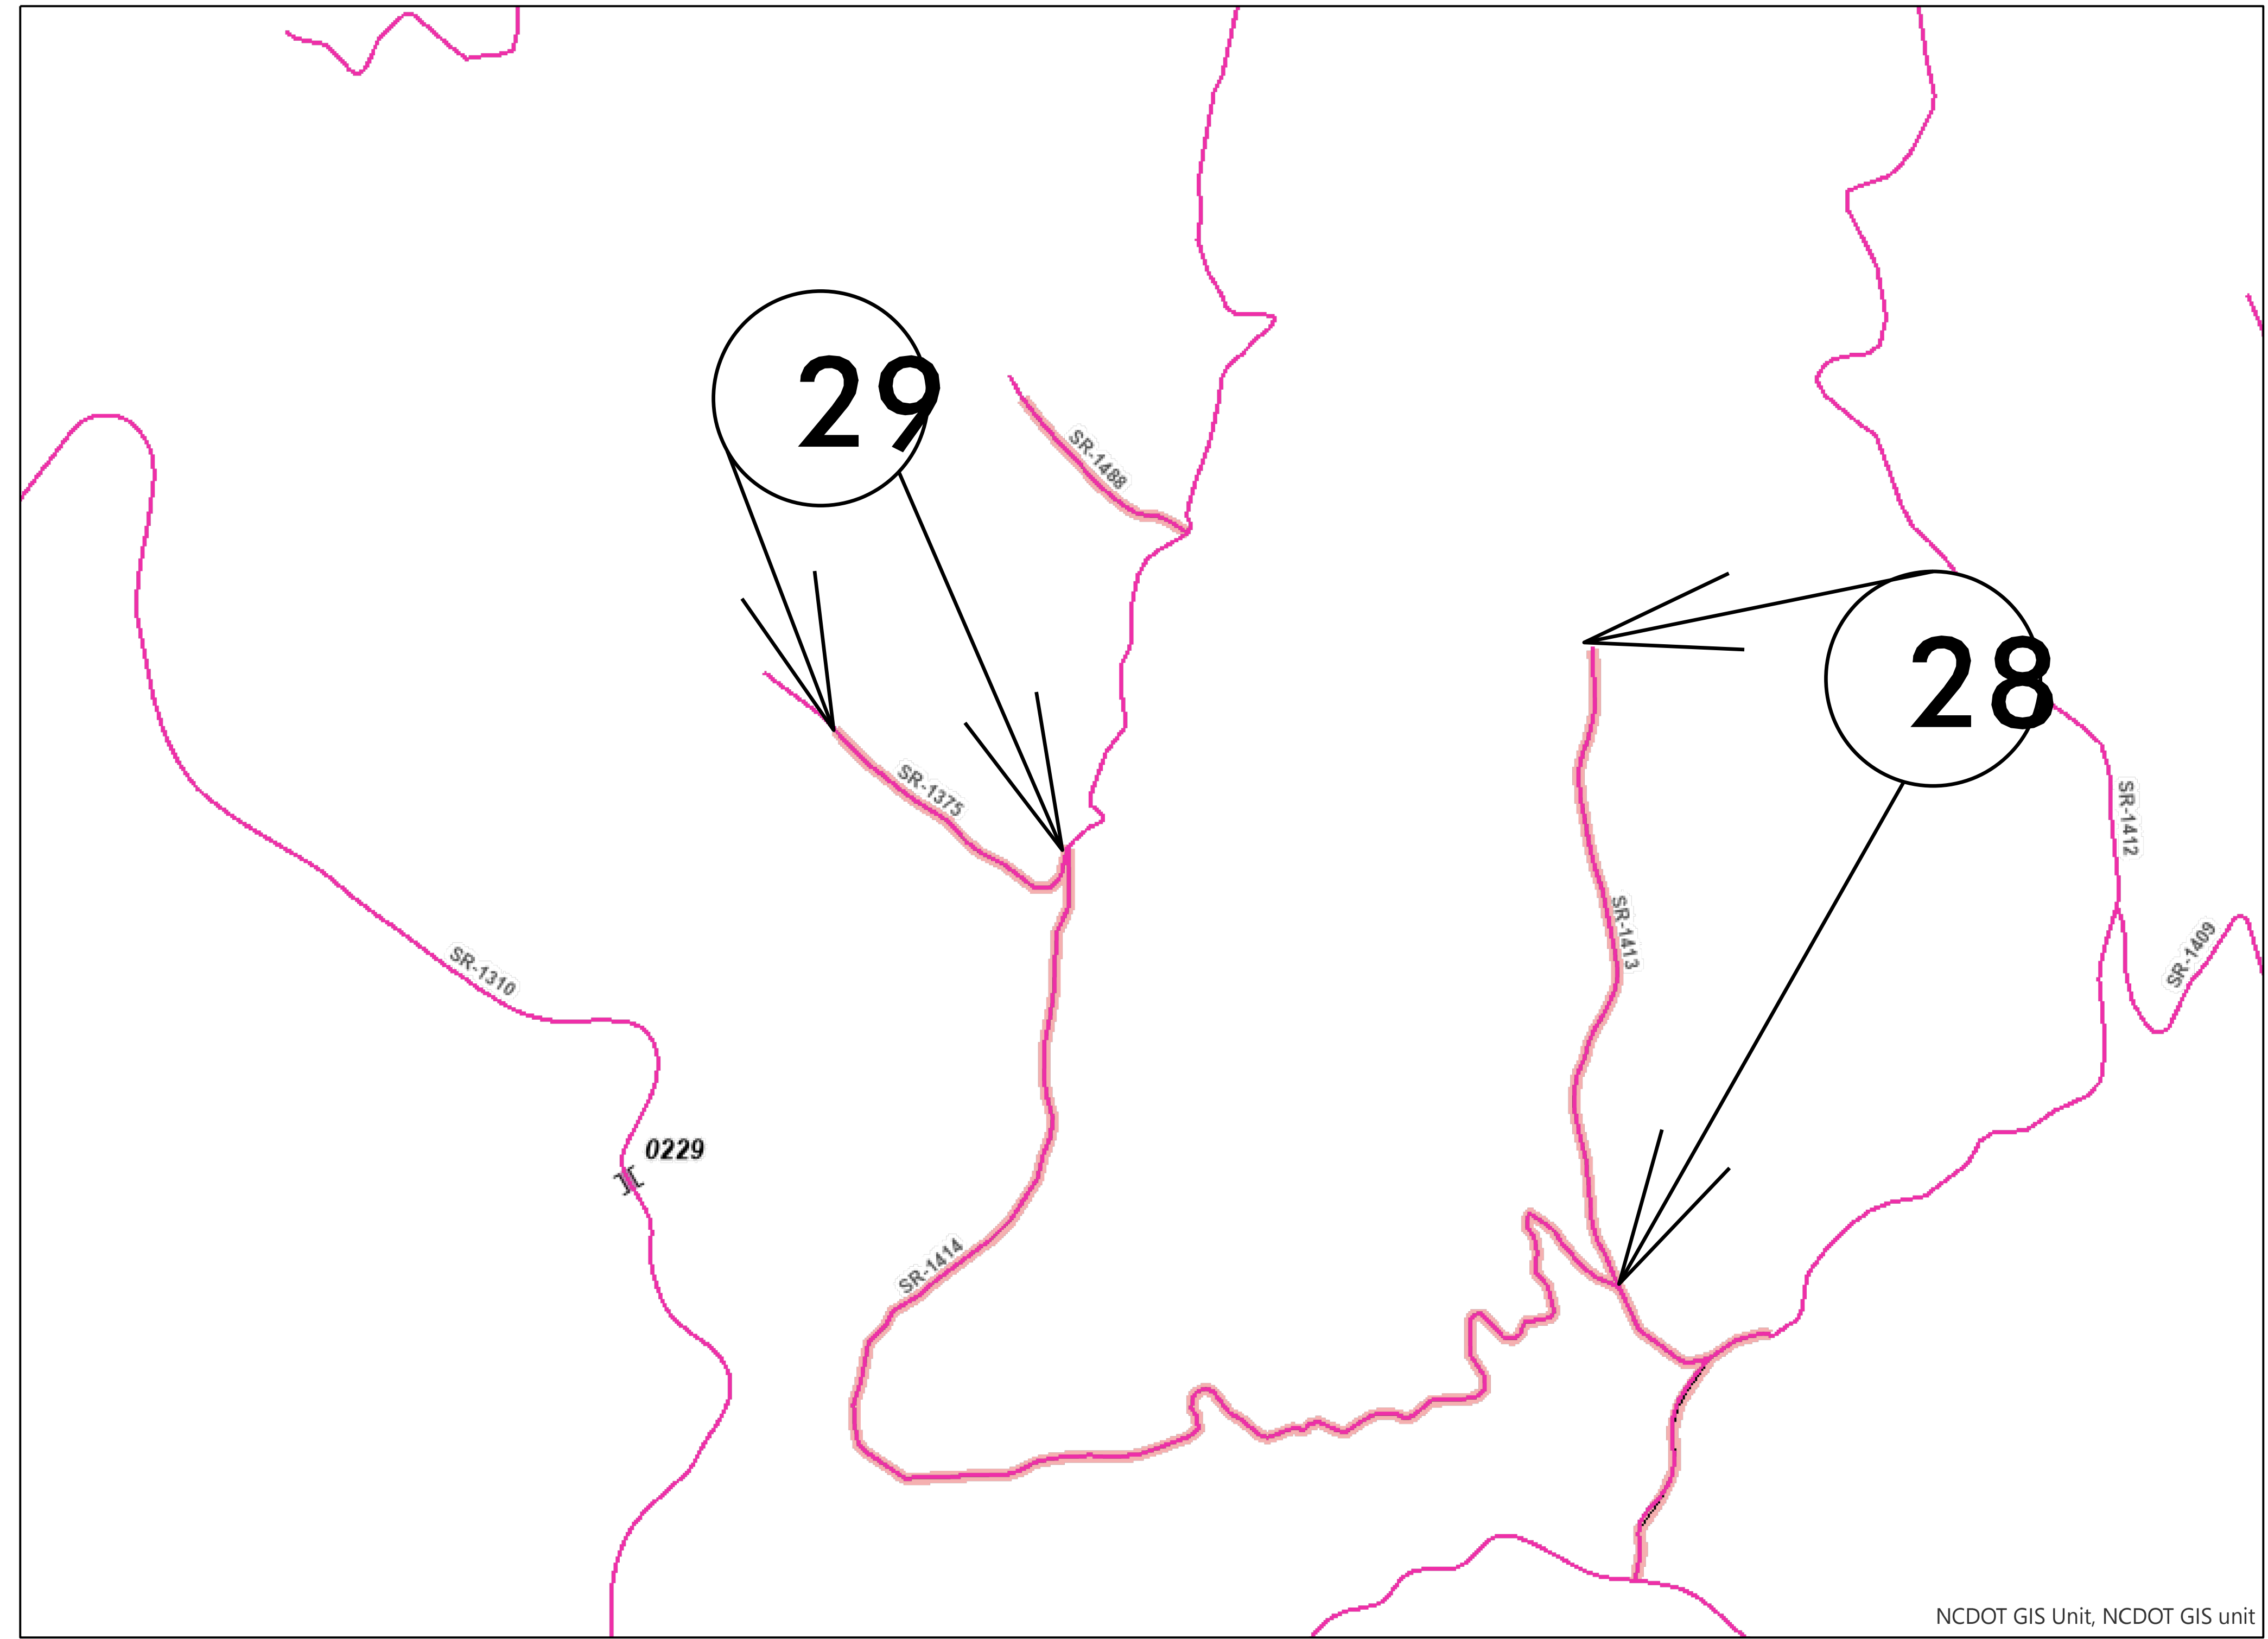 29
SR-1488
28
SR-1375
SR-1412
SR-1413
SR-1409
SR-1310
0229
SR-1414
NCDOT GIS Unit, NCDOT GIS unit